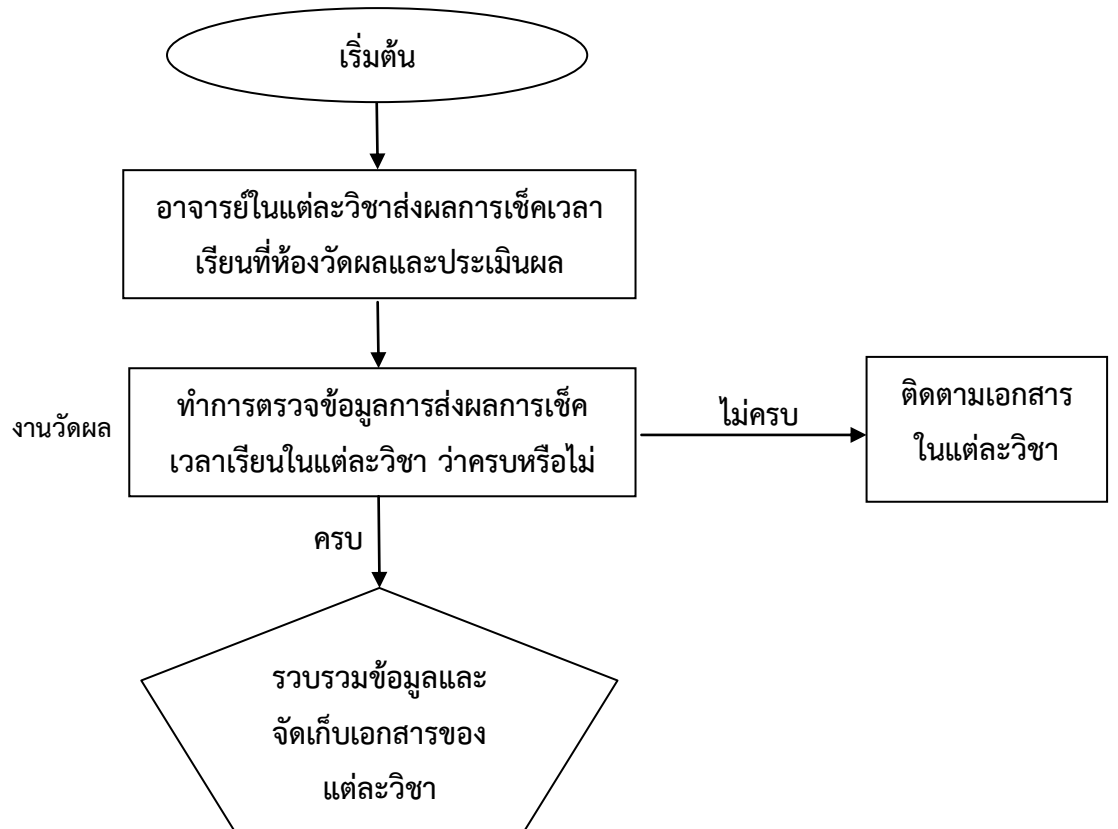 เริ่มต้น
อาจารย์ในแต่ละวิชาส่งผลการเช็คเวลา
เรียนที่ห้องวัดผลและประเมินผล
งานวัดผล
ทำการตรวจข้อมูลการส่งผลการเช็ค
เวลาเรียนในแต่ละวิชา ว่าครบหรือไม่
ไม่ครบ
ติดตามเอกสาร
ในแต่ละวิชา
ครบ
รวบรวมข้อมูลและ
จัดเก็บเอกสารของ
แต่ละวิชา